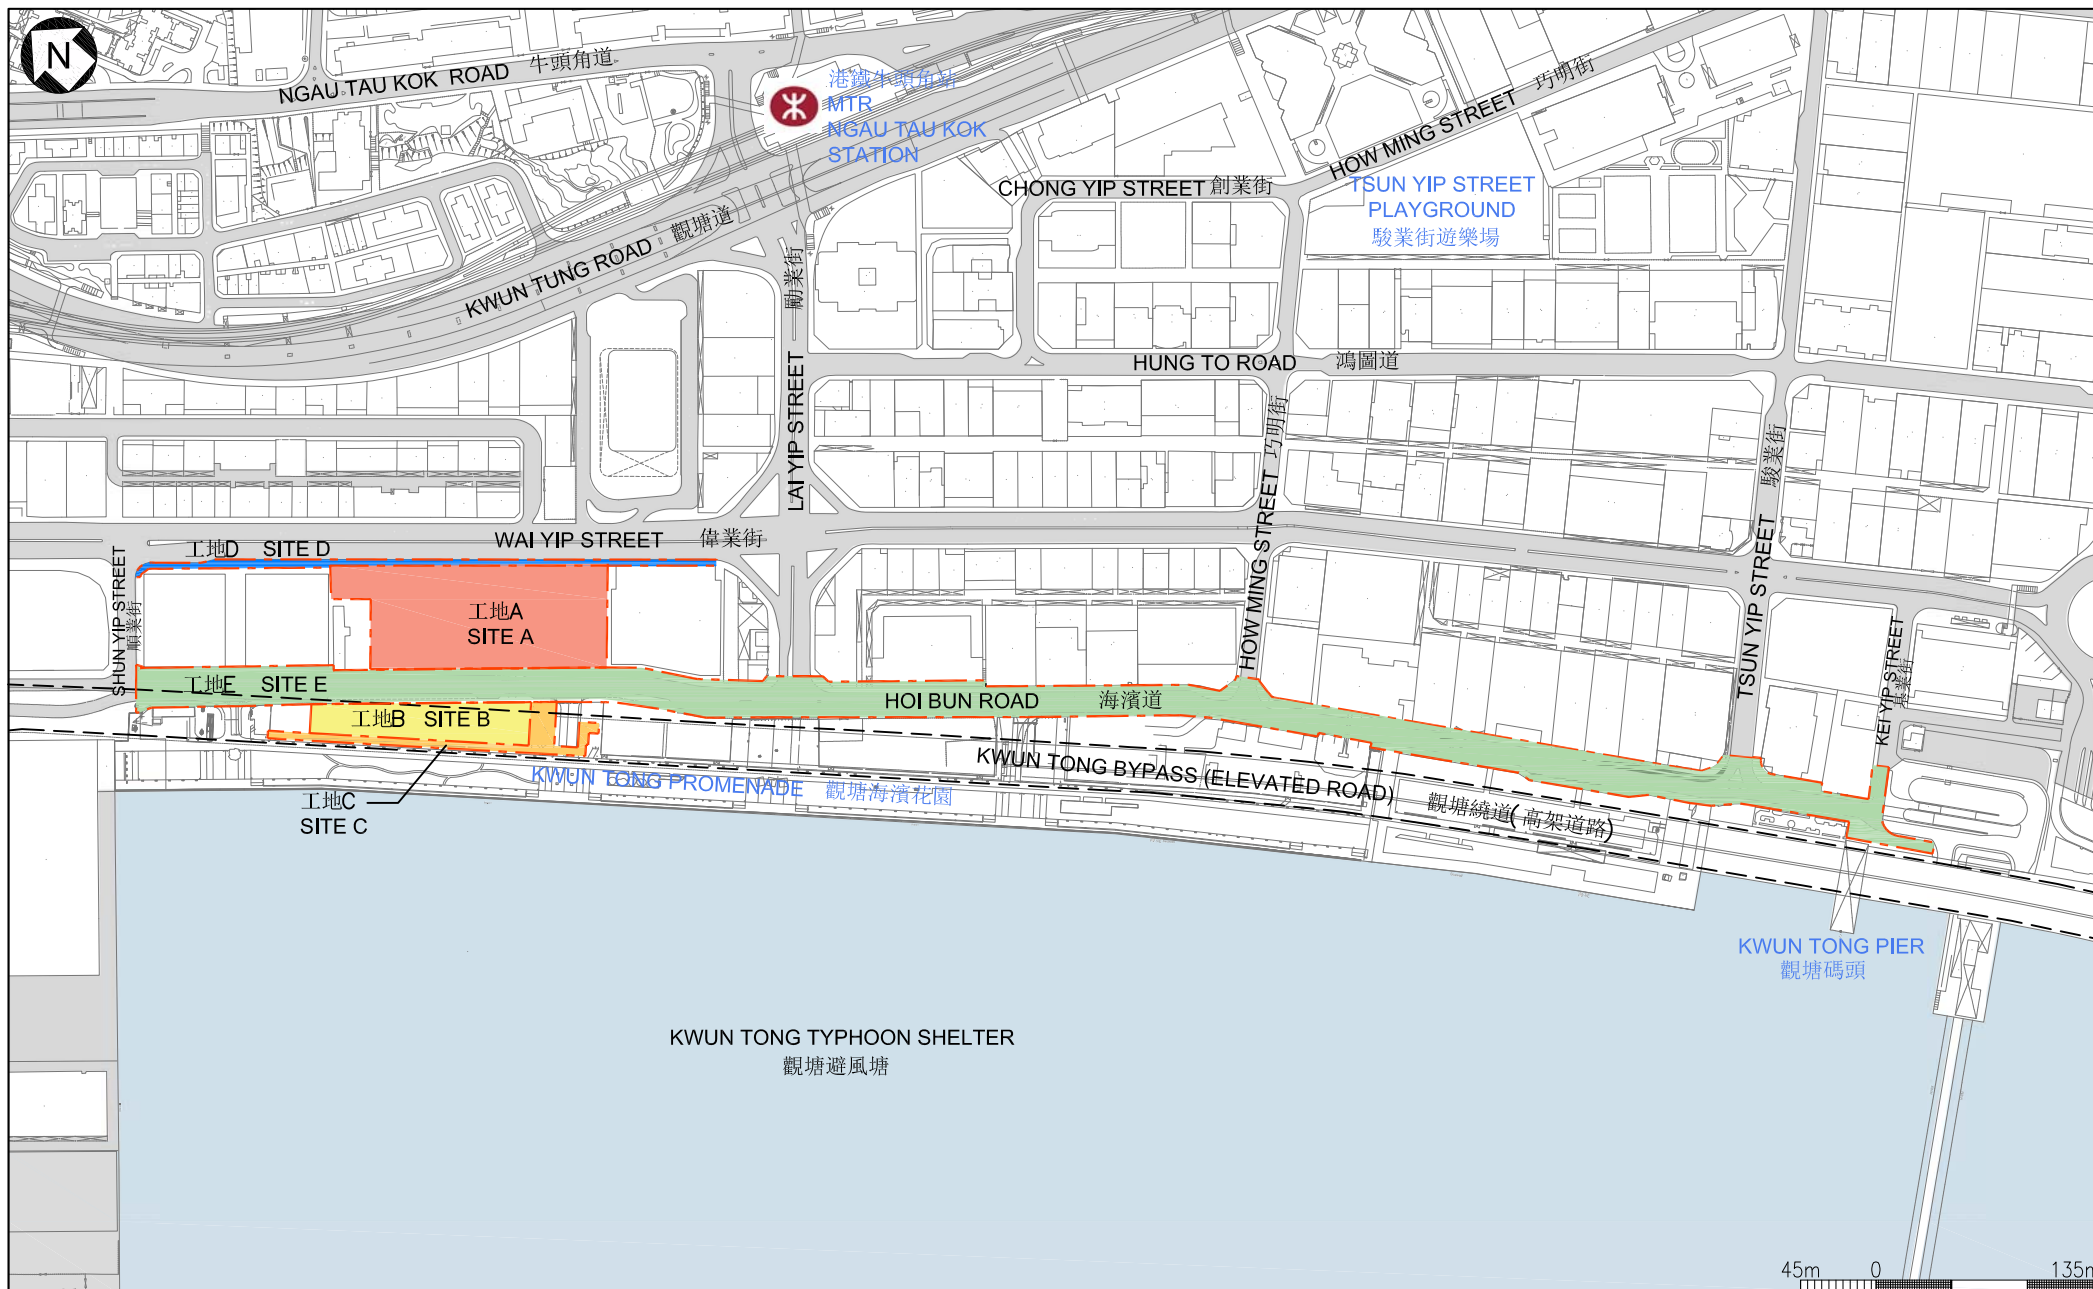 N
NGAU TAU KOK ROAD 牛頭角道
港鐵牛頭角站
MTR
NGAU TAU KOK
STATION
HOW MING STREET 巧明街
CHONG YIP STREET 創業街
TSUN YIP STREET
PLAYGROUND
駿業街遊樂場
KWUN TUNG ROAD 觀塘道
勵業街
LAI YIP STREET
HUNG TO ROAD 鴻圖道
HOW MING STREET 巧明街
TSUN YIP STREET 駿業街
WAI YIP STREET 偉業街
工地D SITE D
SHUN YIP STREET
順業街
工地A
SITE A
工地E SITE E
HOI BUN ROAD 海濱道
KEI YIP STREET
基業街
工地B SITE B
工地C
SITE C
KWUN TONG PROMENADE 觀塘海濱花園
KWUN TONG BYPASS (ELEVATED ROAD) 觀塘繞道(高架道路)
KWUN TONG PIER
觀塘碼頭
KWUN TONG TYPHOON SHELTER
觀塘避風塘
45m 0 135m